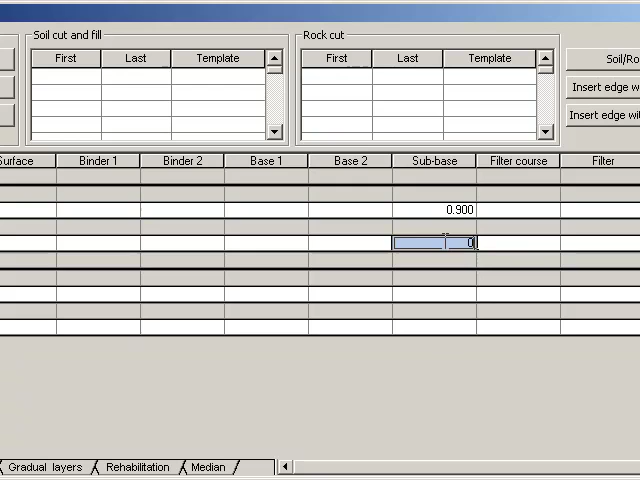 Soil cut and fill
Rock cut
First Last Template
First Last Template
Soil/Ro
Insert edge w
Insert edge wit
Surface Binder 1 Binder 2 Base 1 Base 2 Sub-base Filter course Filter
0.900
0
Gradual layers Rehabilitation Median